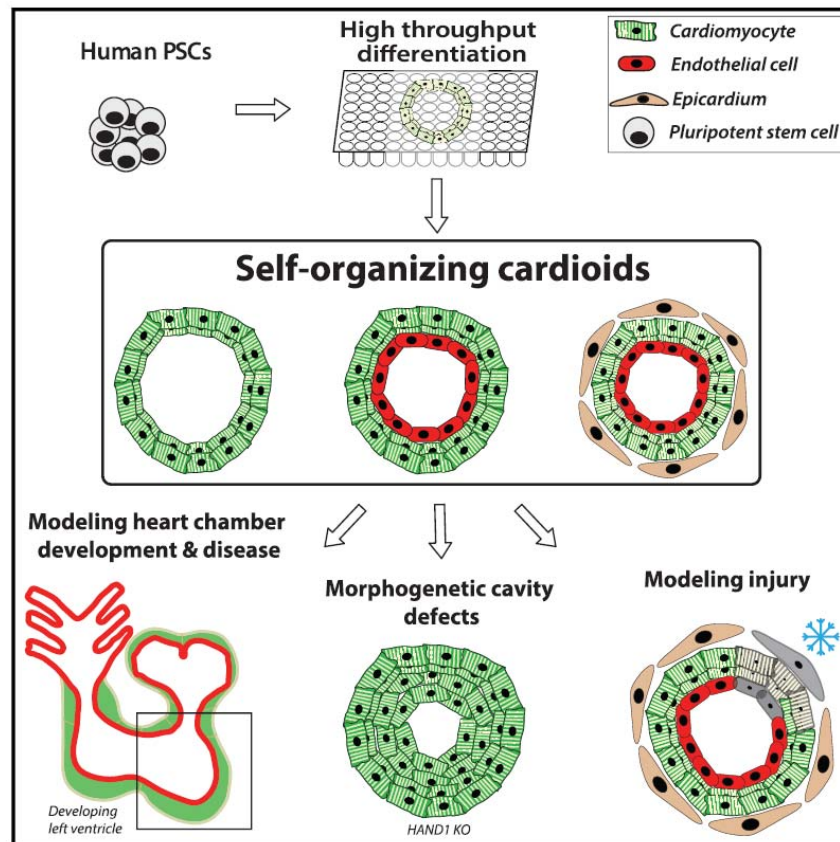 Human PSCs
High throughput
differentiation
Cardiomyocyte
Endothelial cell
Epicardium
Pluripotent stem cell
Self-organizing cardioids
Modeling heart chamber
development & disease
Developing
left ventricle
Morphogenetic cavity
defects
HAND1 KO
Modeling injury